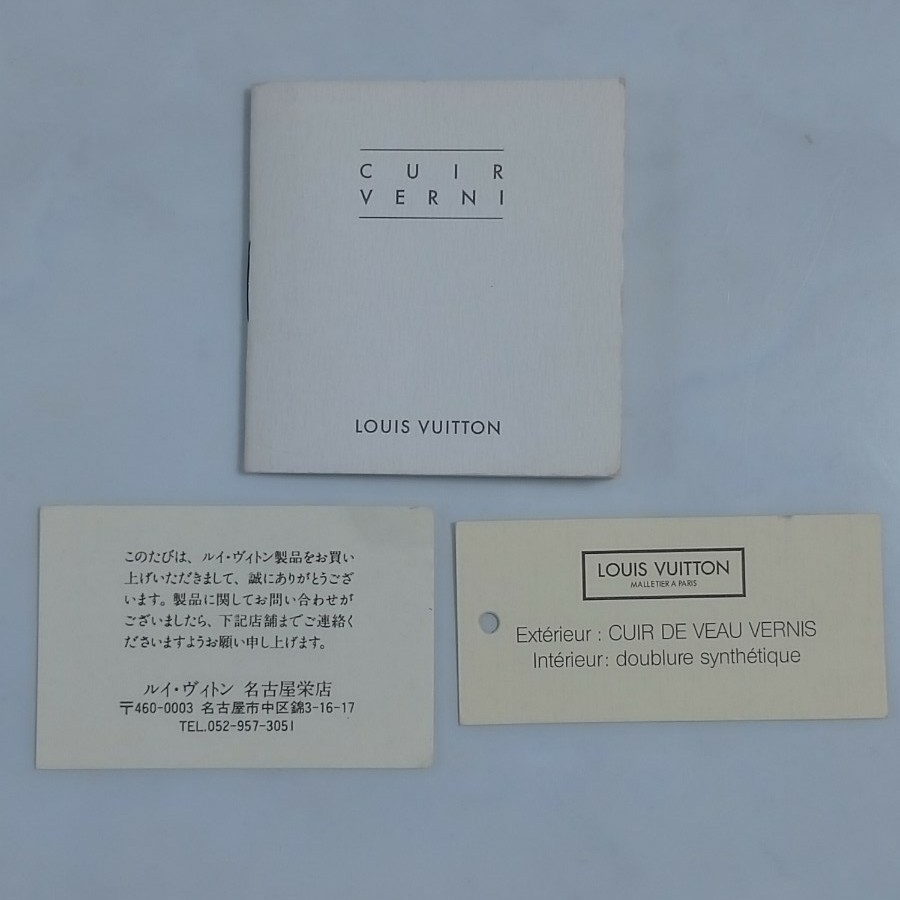 CUIR
VERNI
LOUIS VUITTON
このたびは、ルイ・ヴィトン製品をお買い
上げいただきまして、誠にありがとうござ
います。製品に関してお問い合わせが
ございましたら、下記店舗までご連絡く
ださいますようお願い申し上げます。
ルイ・ヴィトン 名古屋栄店
〒460-0003 名古屋市中区錦3-16-17
TEL.052-957-3051
LOUIS VUITTON
MALLETIER A PARIS
Extérieur : CUIR DE VEAU VERNIS
Intérieur : doublure synthétique